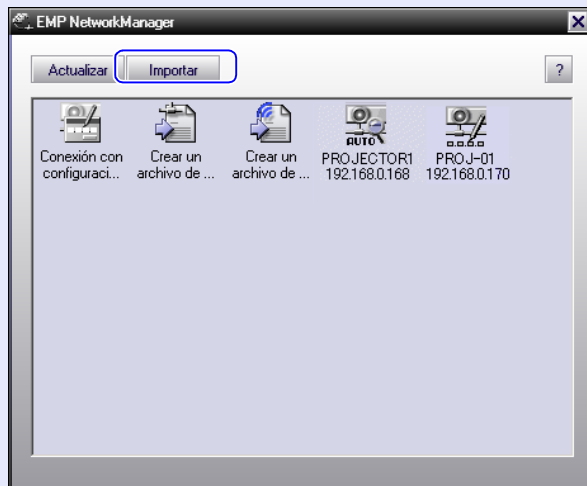 EMP NetworkManager
Actualizar
Importar
?
Conexión con
configuraci...
Crear un
archivo de ...
Crear un
archivo de ...
AUTO
PROJECTOR1
192.168.0.168
PROJ-01
192.168.0.170